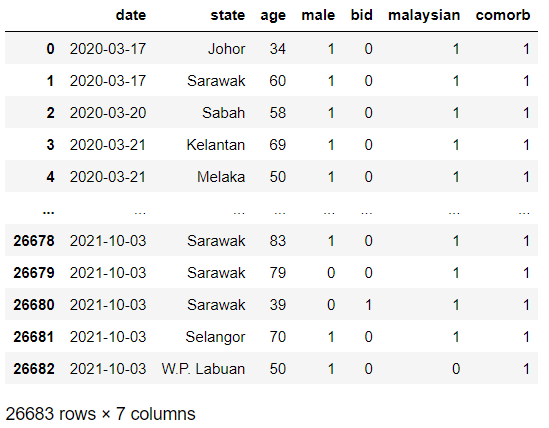 date state age male bid malaysian comorb
0 2020-03-17 Johor 34 1 0 1 1
1 2020-03-17 Sarawak 60 1 0 1 1
2 2020-03-20 Sabah 58 1 0 1 1
3 2020-03-21 Kelantan 69 1 0 1 1
4 2020-03-21 Melaka 50 1 0 1 1
... ... ... ... ... ... ... ...
26678 2021-10-03 Sarawak 83 1 0 1 1
26679 2021-10-03 Sarawak 79 0 0 1 1
26680 2021-10-03 Sarawak 39 0 1 1 1
26681 2021-10-03 Selangor 70 1 0 1 1
26682 2021-10-03 W.P. Labuan 50 1 0 0 1
26683 rows × 7 columns